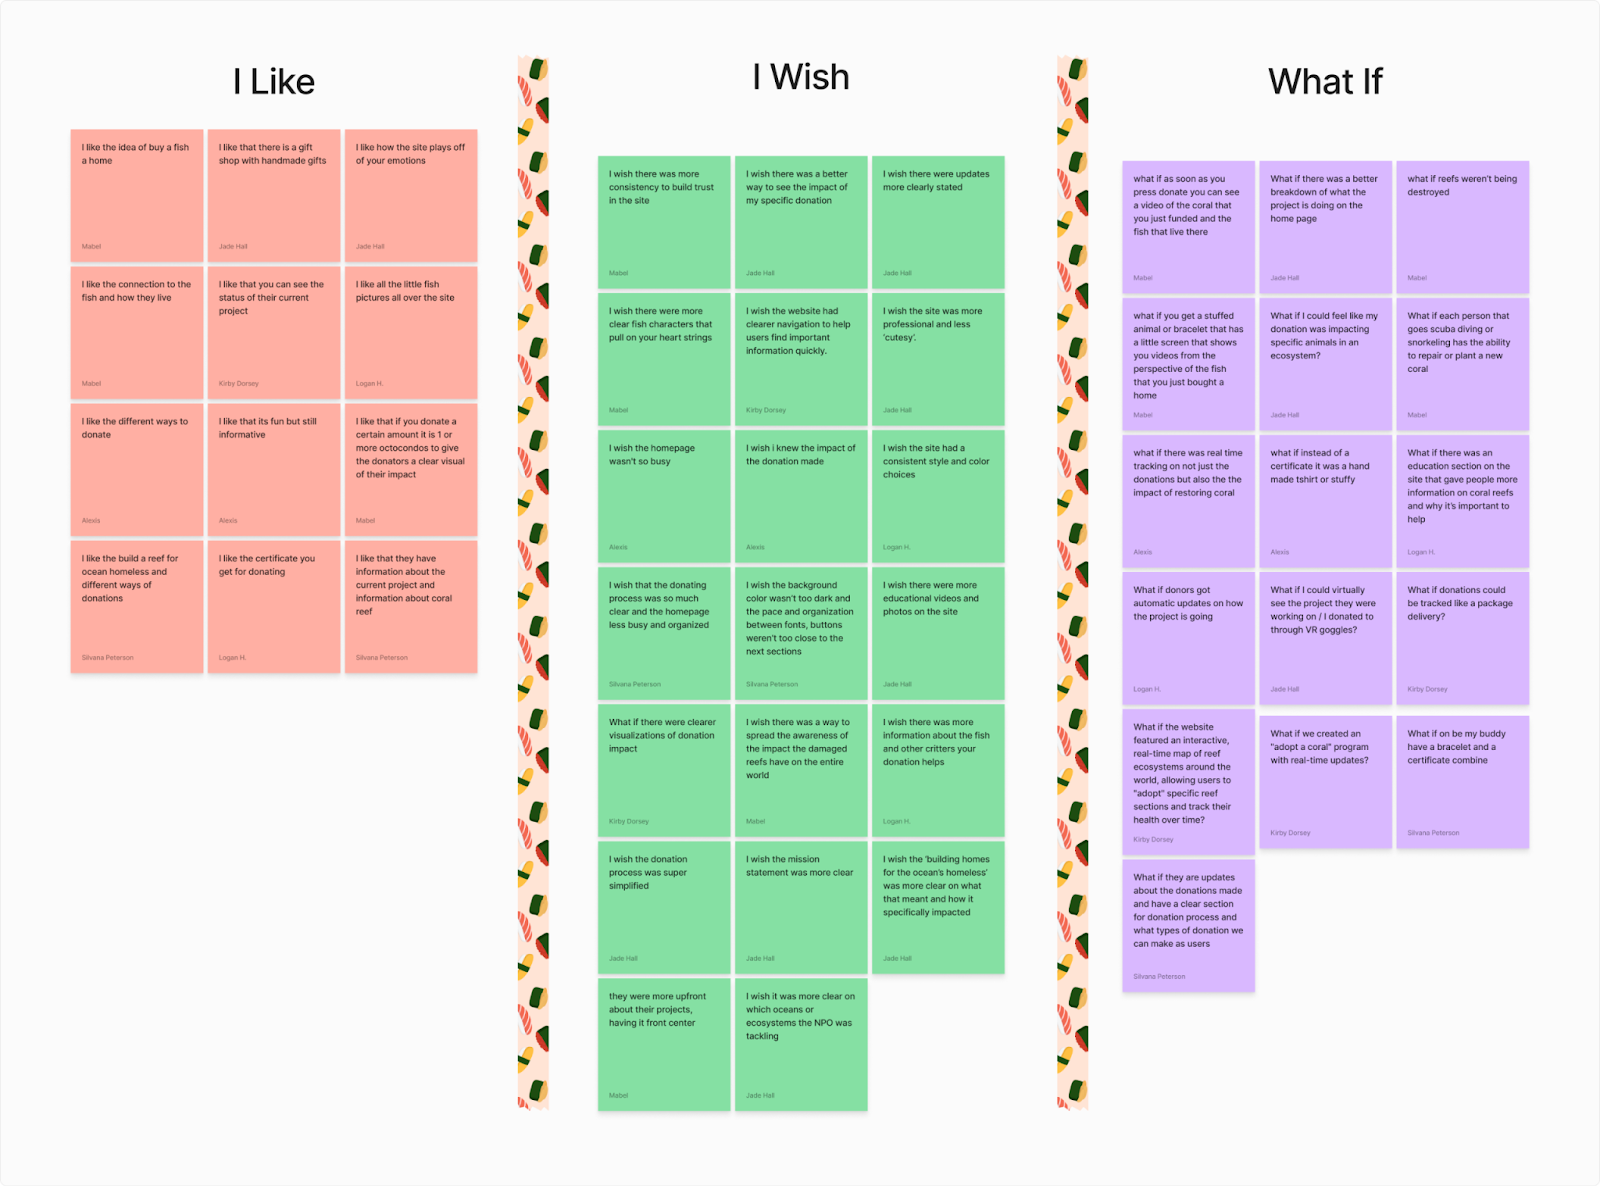 I Like
I like the idea of buy a fish
a home
Mabel
I like that there is a gift
shop with handmade gifts
Jade Hall
I like how the site plays off
of your emotions
Jade Hall
I like the connection to the
fish and how they live
Mabel
I like that you can see the
status of their current
project
Kirby Dorsey
I like all the little fish
pictures all over the site
Logan H.
I like the different ways to
donate
Alexis
I like that its fun but still
informative
Alexis
I like that if you donate a
certain amount it is 1 or
more octocondos to give
the donators a clear visual
of their impact
Mabel
I like the build a reef for
ocean homeless and
different ways of
donations
Silvana Peterson
I like the certificate you
get for donating
Logan H.
I like that they have
information about the
current project and
information about coral
reef
Silvana Peterson
I Wish
I wish there was more
consistency to build trust
in the site
Mabel
I wish there was a better
way to see the impact of
my specific donation
Jade Hall
I wish there were updates
more clearly stated
Jade Hall
I wish there were more
clear fish characters that
pull on your heart strings
Mabel
I wish the website had
clearer navigation to help
users find important
information quickly.
Kirby Dorsey
I wish the site was more
professional and less
'cutesy'.
Jade Hall
I wish the homepage
wasn't so busy
Alexis
I wish i knew the impact of
the donation made
Alexis
I wish the site had a
consistent style and color
choices
Logan H.
I wish that the donating
process was so much
clear and the homepage
less busy and organized
Silvana Peterson
I wish the background
color wasn't too dark and
the pace and organization
between fonts, buttons
weren't too close to the
next sections
Silvana Peterson
I wish there were more
educational videos and
photos on the site
Jade Hall
What if there were clearer
visualizations of donation
impact
Kirby Dorsey
I wish there was a way to
spread the awareness of
the impact the damaged
reefs have on the entire
world
Mabel
I wish there was more
information about the fish
and other critters your
donation helps
Logan H.
I wish the donation
process was super
simplified
Jade Hall
I wish the mission
statement was more clear
Jade Hall
I wish the 'building homes
for the ocean's homeless'
was more clear on what
that meant and how it
specifically impacted
Jade Hall
they were more upfront
about their projects,
having it front center
Mabel
I wish it was more clear on
which oceans or
ecosystems the NPO was
tackling
Jade Hall
What If
what if as soon as you
press donate you can see
a video of the coral that
you just funded and the
fish that live there
Mabel
What if there was a better
breakdown of what the
project is doing on the
home page
Jade Hall
what if reefs weren't being
destroyed
Mabel
what if you get a stuffed
animal or bracelet that has
a little screen that shows
you videos from the
perspective of the fish
that you just bought a
home
Mabel
What if I could feel like my
donation was impacting
specific animals in an
ecosystem?
Jade Hall
What if each person that
goes scuba diving or
snorkeling has the ability
to repair or plant a new
coral
Mabel
what if there was real time
tracking on not just the
donations but also the the
impact of restoring coral
Alexis
what if instead of a
certificate it was a hand
made tshirt or stuffy
Alexis
What if there was an
education section on the
site that gave people more
information on coral reefs
and why it's important to
help
Logan H.
What if donors got
automatic updates on how
the project is going
Logan H.
What if I could virtually
see the project they were
working on / I donated to
through VR goggles?
Jade Hall
What if donations could
be tracked like a package
delivery?
Kirby Dorsey
What if the website
featured an interactive,
real-time map of reef
ecosystems around the
world, allowing users to
"adopt" specific reef
sections and track their
health over time?
Kirby Dorsey
What if we created an
"adopt a coral" program
with real-time updates?
Kirby Dorsey
What if on be my buddy
have a bracelet and a
certificate combine
Silvana Peterson
What if they are updates
about the donations made
and have a clear section
for donation process and
what types of donation we
can make as users
Silvana Peterson